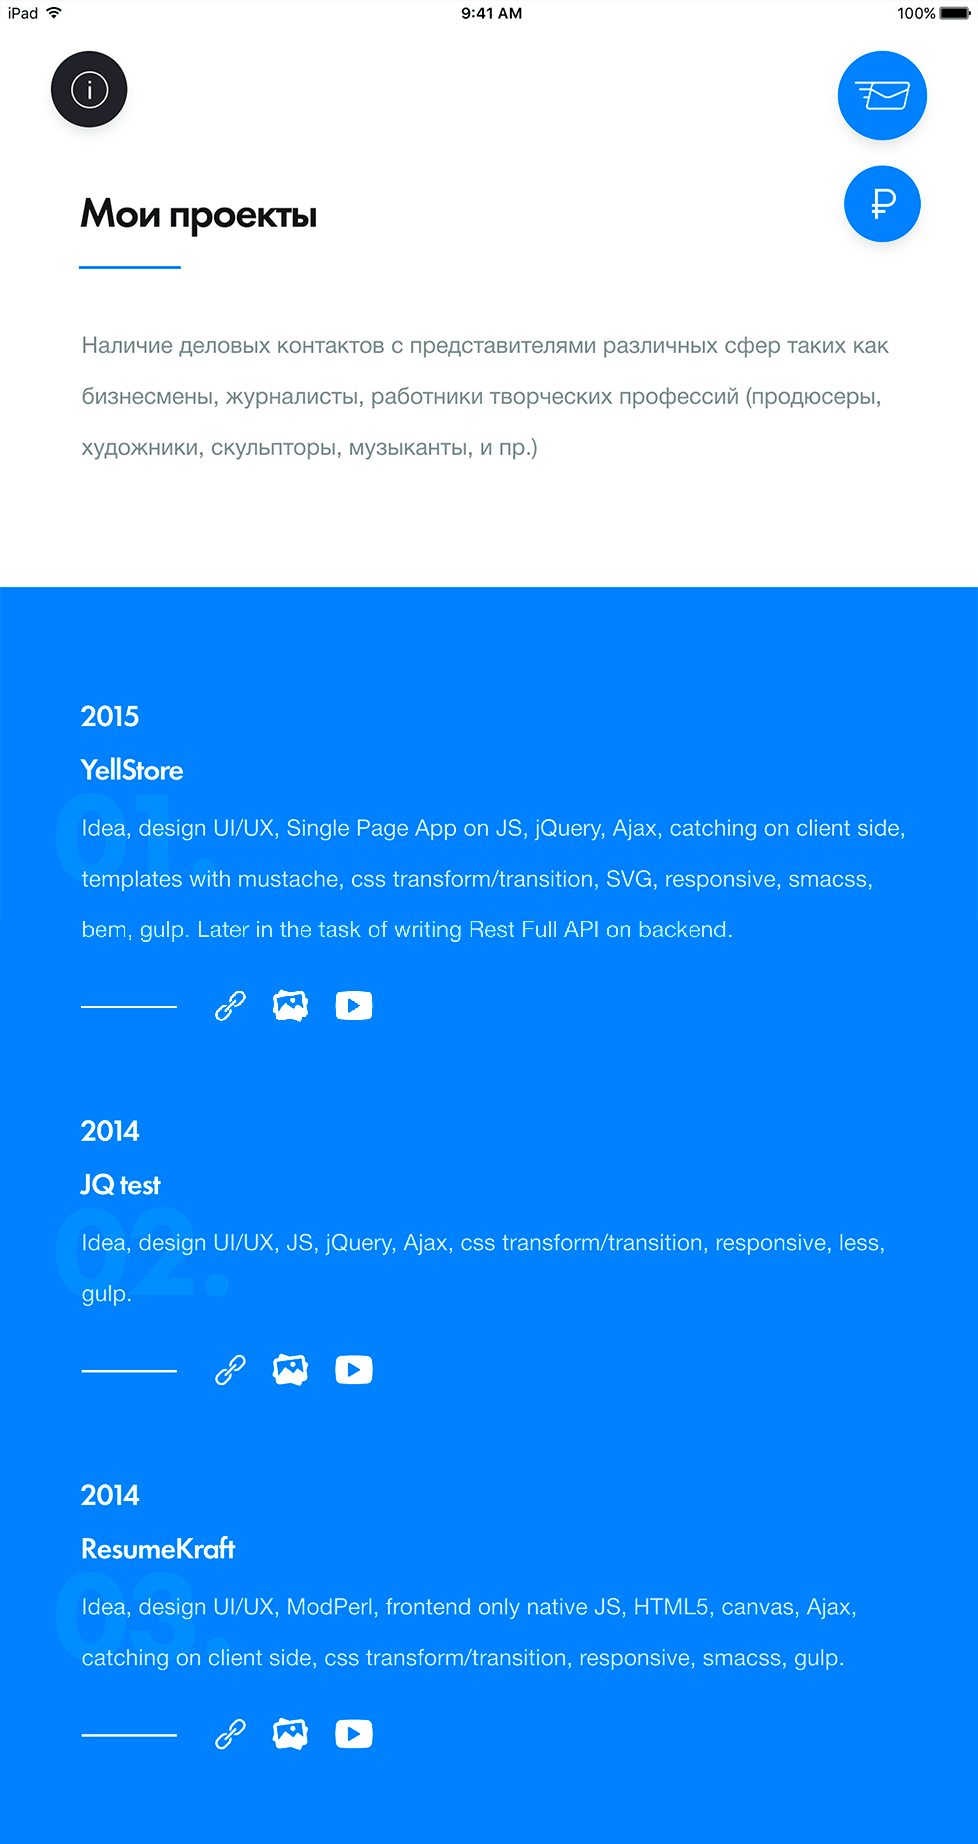 iPad 9:41 AM 100%
₽
Мои проекты
Наличие деловых контактов с представителями различных сфер таких как
бизнесмены, журналисты, работники творческих профессий (продюсеры,
художники, скульпторы, музыканты, и пр.)
2015
YellStore
01.
Idea, design UI/UX, Single Page App on JS, jQuery, Ajax, catching on client side,
templates with mustache, css transform/transition, SVG, responsive, smacss,
bem, gulp. Later in the task of writing Rest Full API on backend.
2014
JQ test
02.
Idea, design UI/UX, JS, jQuery, Ajax, css transform/transition, responsive, less,
gulp.
2014
ResumeKraft
03.
Idea, design UI/UX, ModPerl, frontend only native JS, HTML5, canvas, Ajax,
catching on client side, css transform/transition, responsive, smacss, gulp.